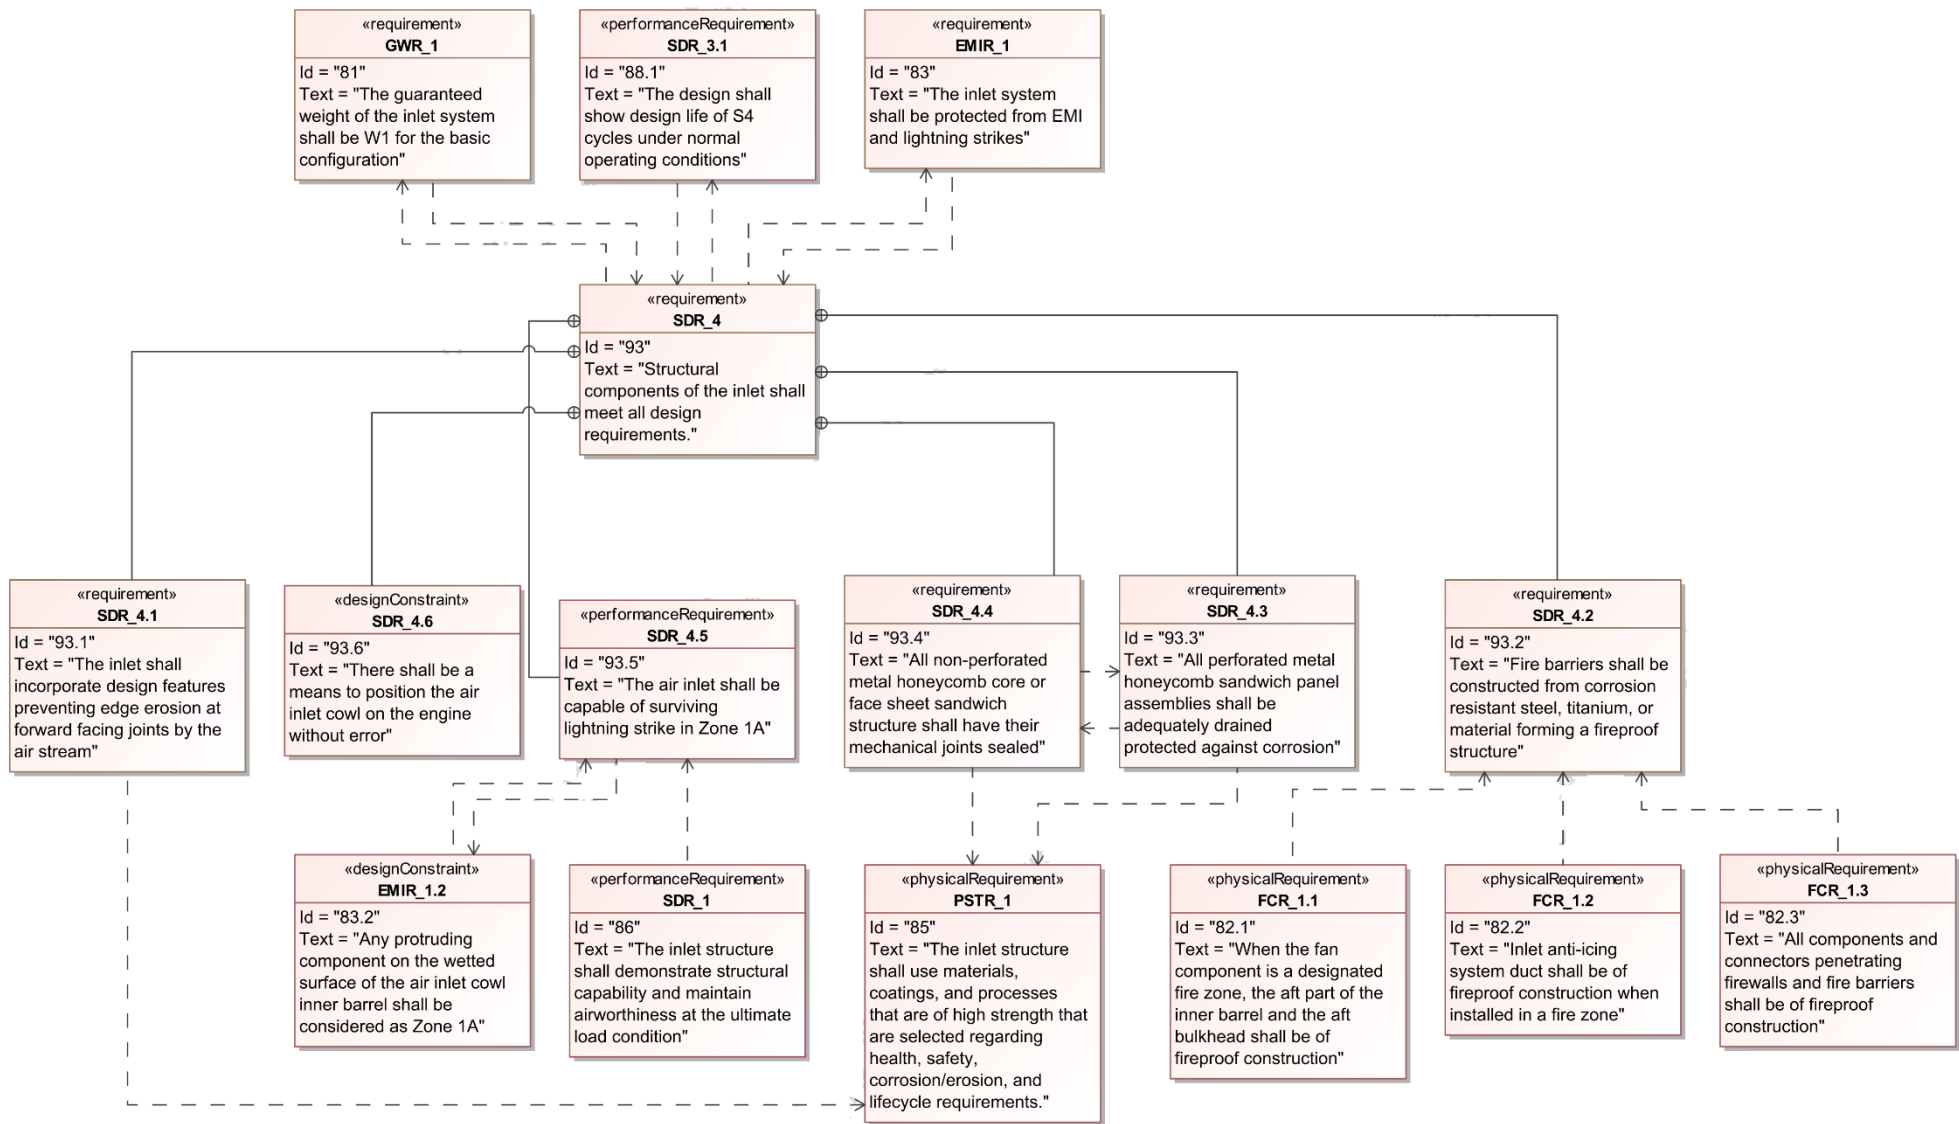 «requirement»
GWR_1
Id = "81"
Text = "The guaranteed
weight of the inlet system
shall be W1 for the basic
configuration"
«performanceRequirement»
SDR_3.1
Id = "88.1"
Text = "The design shall
show design life of S4
cycles under normal
operating conditions"
«requirement»
EMIR_1
Id = "83"
Text = "The inlet system
shall be protected from EMI
and lightning strikes"
«requirement»
SDR_4
Id = "93"
Text = "Structural
components of the inlet shall
meet all design
requirements."
«requirement»
SDR_4.1
Id = "93.1"
Text = "The inlet shall
incorporate design features
preventing edge erosion at
forward facing joints by the
air stream"
«designConstraint»
SDR_4.6
Id = "93.6"
Text = "There shall be a
means to position the air
inlet cowl on the engine
without error"
«performanceRequirement»
SDR_4.5
Id = "93.5"
Text = "The air inlet shall be
capable of surviving
lightning strike in Zone 1A"
«requirement»
SDR_4.4
Id = "93.4"
Text = "All non-perforated
metal honeycomb core or
face sheet sandwich
structure shall have their
mechanical joints sealed"
«requirement»
SDR_4.3
Id = "93.3"
Text = "All perforated metal
honeycomb sandwich panel
assemblies shall be
adequately drained
protected against corrosion"
«requirement»
SDR_4.2
Id = "93.2"
Text = "Fire barriers shall be
constructed from corrosion
resistant steel, titanium, or
material forming a fireproof
structure"
«designConstraint»
EMIR_1.2
Id = "83.2"
Text = "Any protruding
component on the wetted
surface of the air inlet cowl
inner barrel shall be
considered as Zone 1A"
«performanceRequirement»
SDR_1
Id = "86"
Text = "The inlet structure
shall demonstrate structural
capability and maintain
airworthiness at the ultimate
load condition"
«physicalRequirement»
PSTR_1
Id = "85"
Text = "The inlet structure
shall use materials,
coatings, and processes
that are of high strength that
are selected regarding
health, safety,
corrosion/erosion, and
lifecycle requirements."
«physicalRequirement»
FCR_1.1
Id = "82.1"
Text = "When the fan
component is a designated
fire zone, the aft part of the
inner barrel and the aft
bulkhead shall be of
fireproof construction"
«physicalRequirement»
FCR_1.2
Id = "82.2"
Text = "Inlet anti-icing
system duct shall be of
fireproof construction when
installed in a fire zone"
«physicalRequirement»
FCR_1.3
Id = "82.3"
Text = "All components and
connectors penetrating
firewalls and fire barriers
shall be of fireproof
construction"